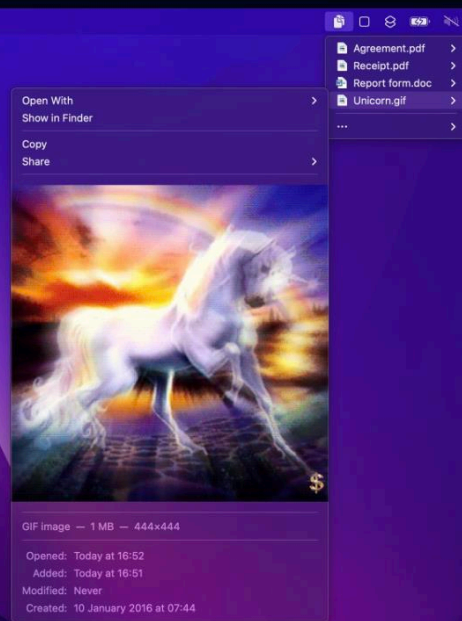 Agreement.pdf
Receipt.pdf
Report form.doc
Unicorn.gif
...
Open With
Show in Finder
Copy
Share
$
GIF image — 1 MB — 444×444
Opened: Today at 16:52
Added: Today at 16:51
Modified: Never
Created: 10 January 2016 at 07:44